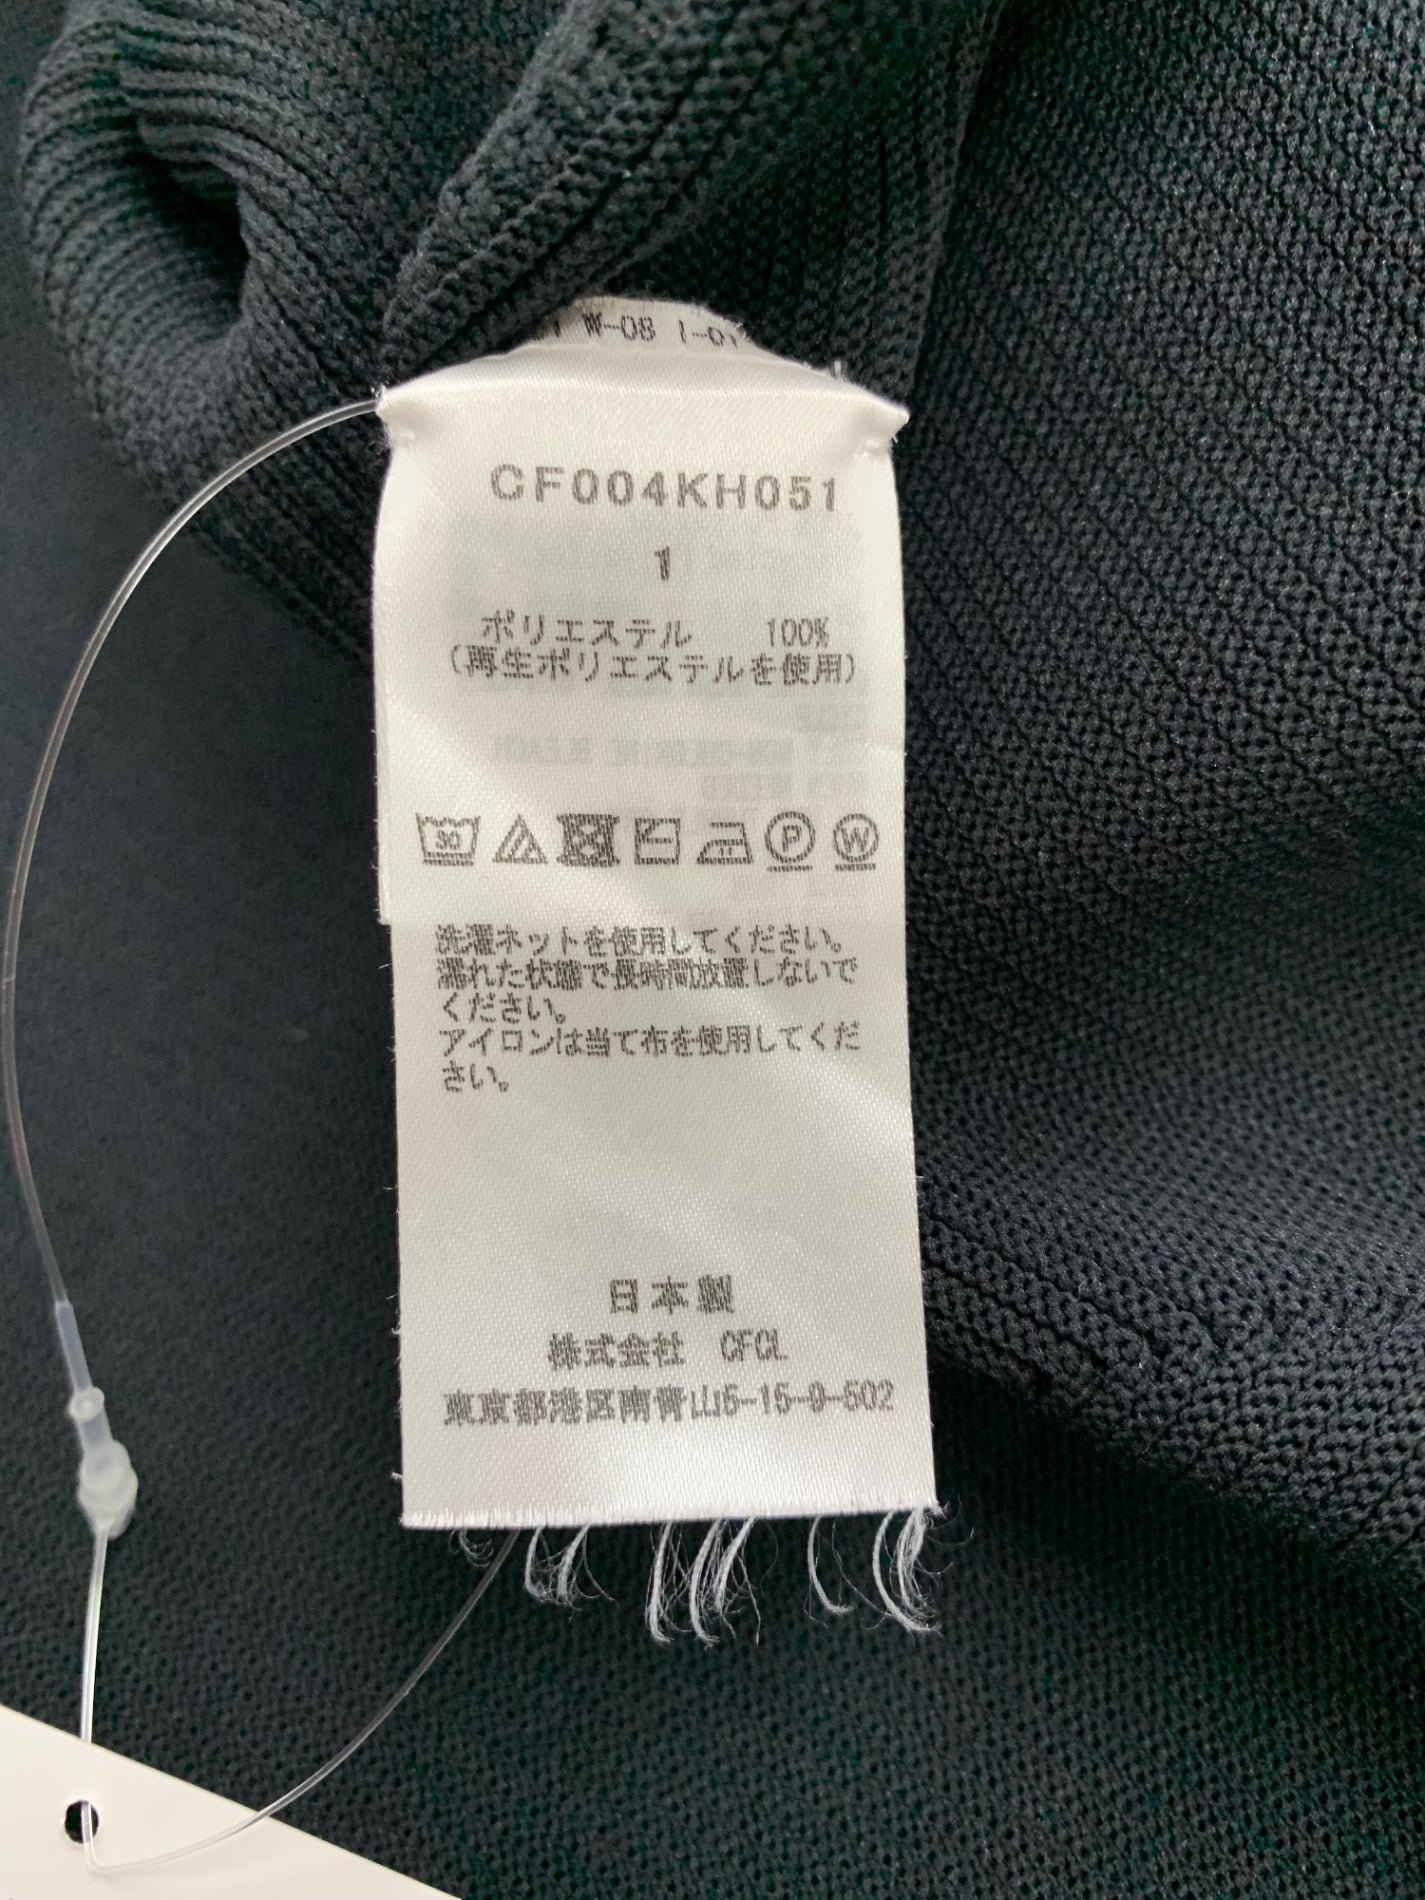 W-08 I-01
CF004KH051
1
ポリエステル 100%
(再生ポリエステルを使用)
30 P W
洗濯ネットを使用してください。
濡れた状態で長時間放置しないで
ください。
アイロンは当て布を使用してくだ
さい。
日本製
株式会社 CFCL
東京都港区南青山5-15-9-502